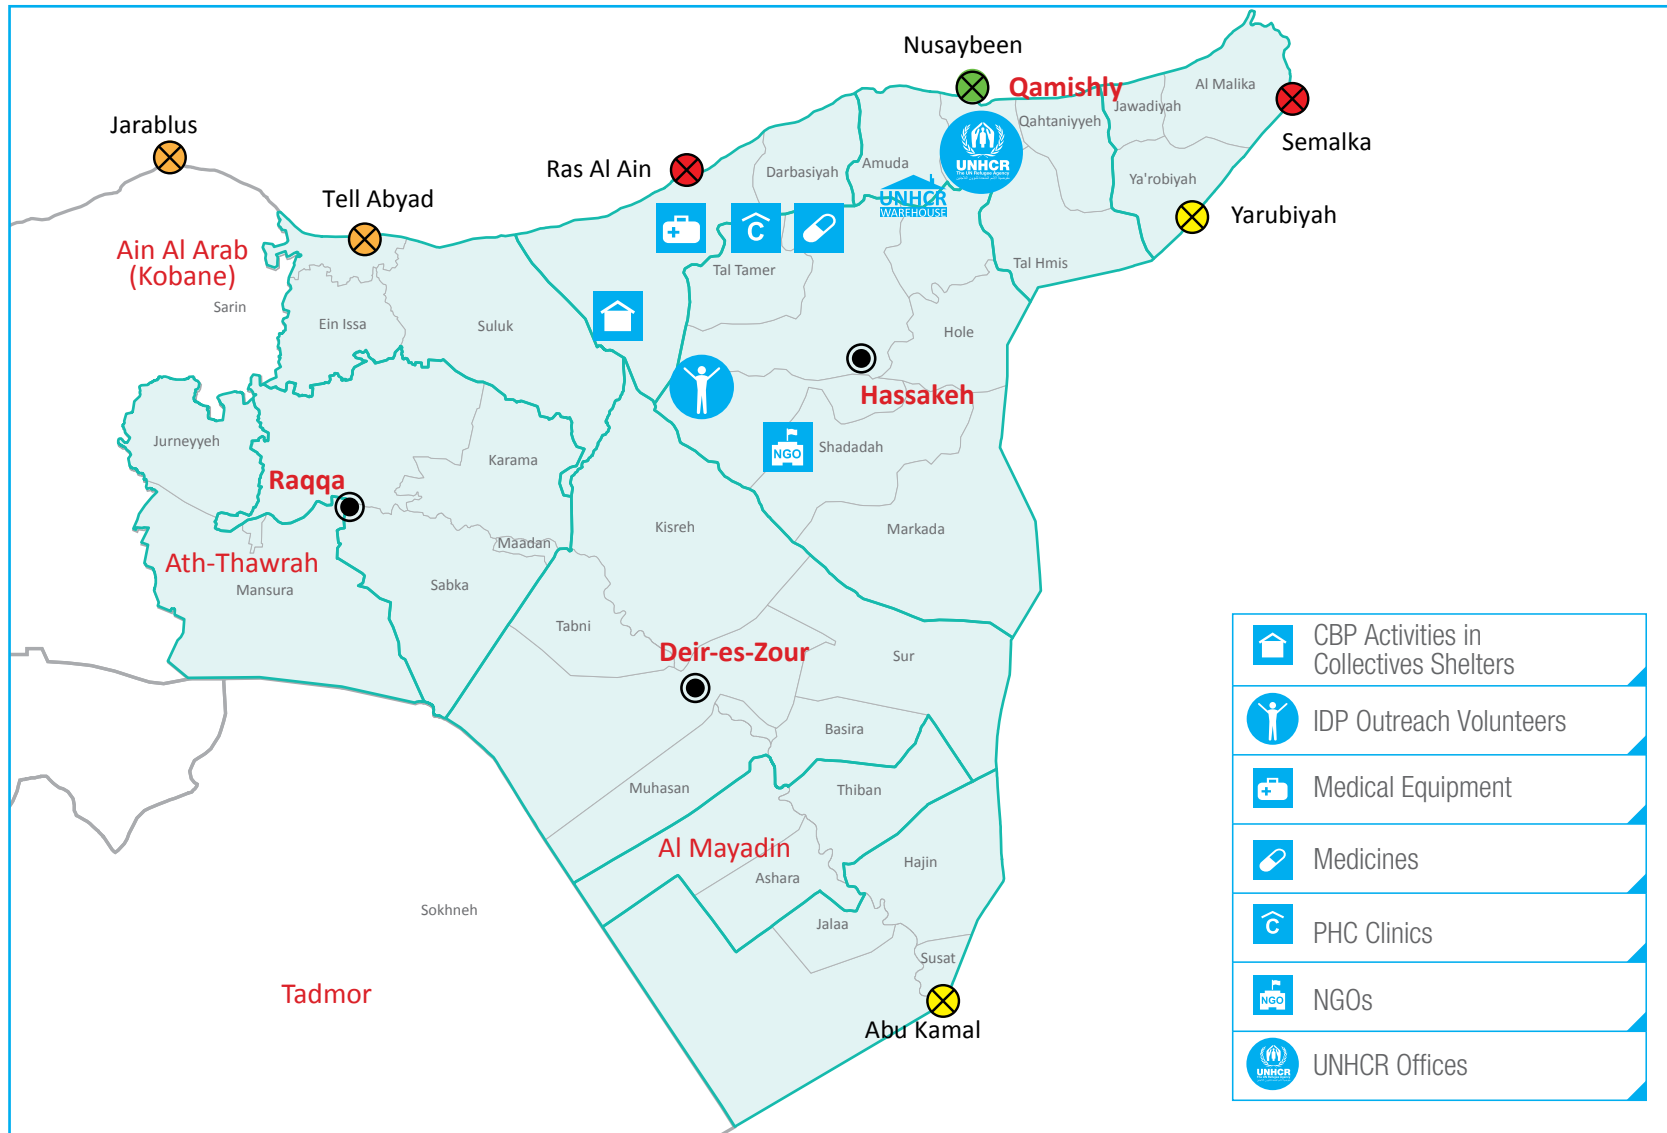 Nusaybeen
Qamishly
Al Malika
Jawadiyah
Qahtaniyyeh
Jarablus
Semalka
Ras Al Ain
Darbasiyah
Amuda
UNHCR
The UN Refugee Agency
Ya'robiyah
Tell Abyad
UNHCR
WAREHOUSE
Yarubiyah
Ain Al Arab
(Kobane)
C
Tal Tamer
Tal Hmis
Sarin
Ein Issa
Suluk
Hole
Hassakeh
Jurneyyeh
Shadadah
NGO
Karama
Raqqa
Kisreh
Markada
Maadan
Ath-Thawrah
Mansura
Sabka
Tabni
Deir-es-Zour
Sur
Basira
Muhasan
Thiban
Al Mayadin
Hajin
Ashara
Sokhneh
Jalaa
Susat
Tadmor
Abu Kamal
CBP Activities in
Collectives Shelters
IDP Outreach Volunteers
Medical Equipment
Medicines
C
PHC Clinics
NGO
NGOs
UNHCR
UNHCR Offices